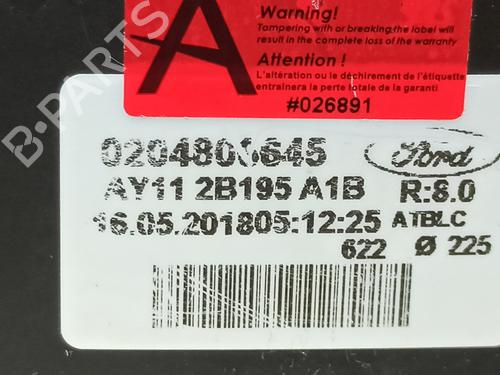 Warning!
Tampering with or breaking the label will
result in the complete loss of the warranty
A
Attention !
L'altération ou le déchirement de l'étiquette
entraînera la perte totale de la garanti
#026891
B-PARTS
0204800645
Ford
AY11 2B195 A1B R:8.0
16.05.201805:12:25 ATBLC
622 Ø 225